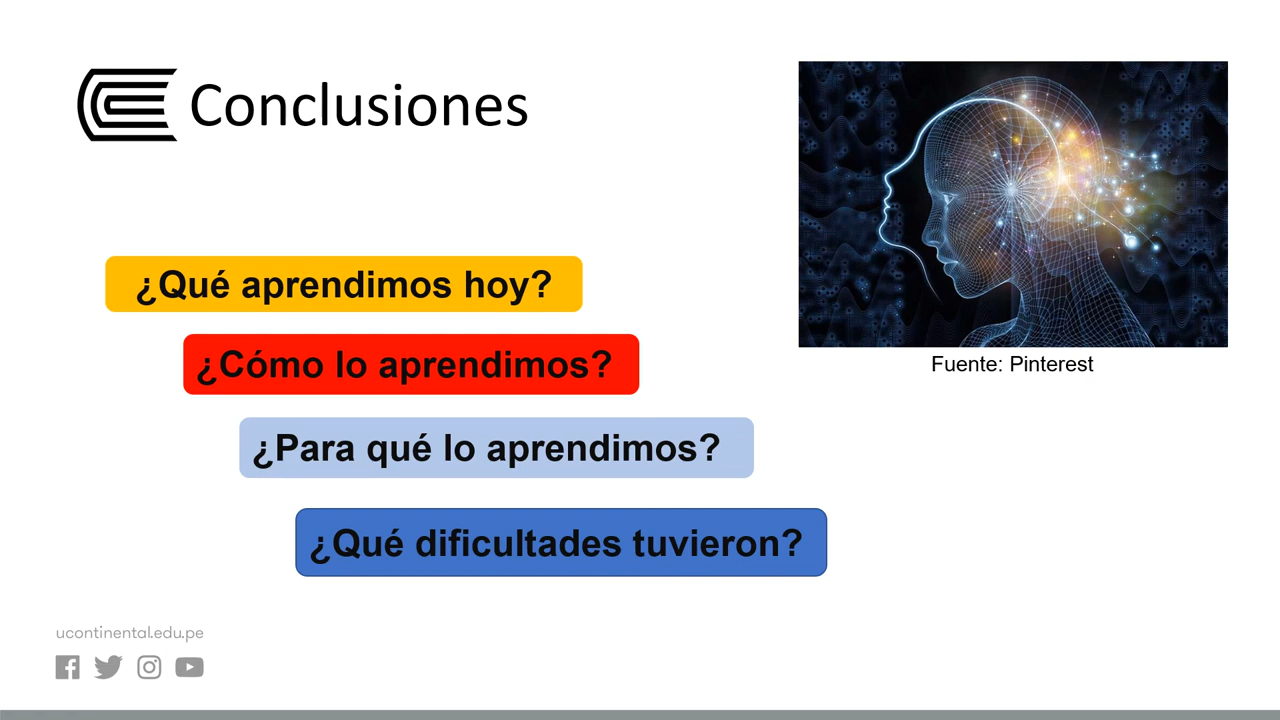 Conclusiones
¿Qué aprendimos hoy?
¿Cómo lo aprendimos?
¿Para qué lo aprendimos?
¿Qué dificultades tuvieron?
Fuente: Pinterest
ucontinental.edu.pe